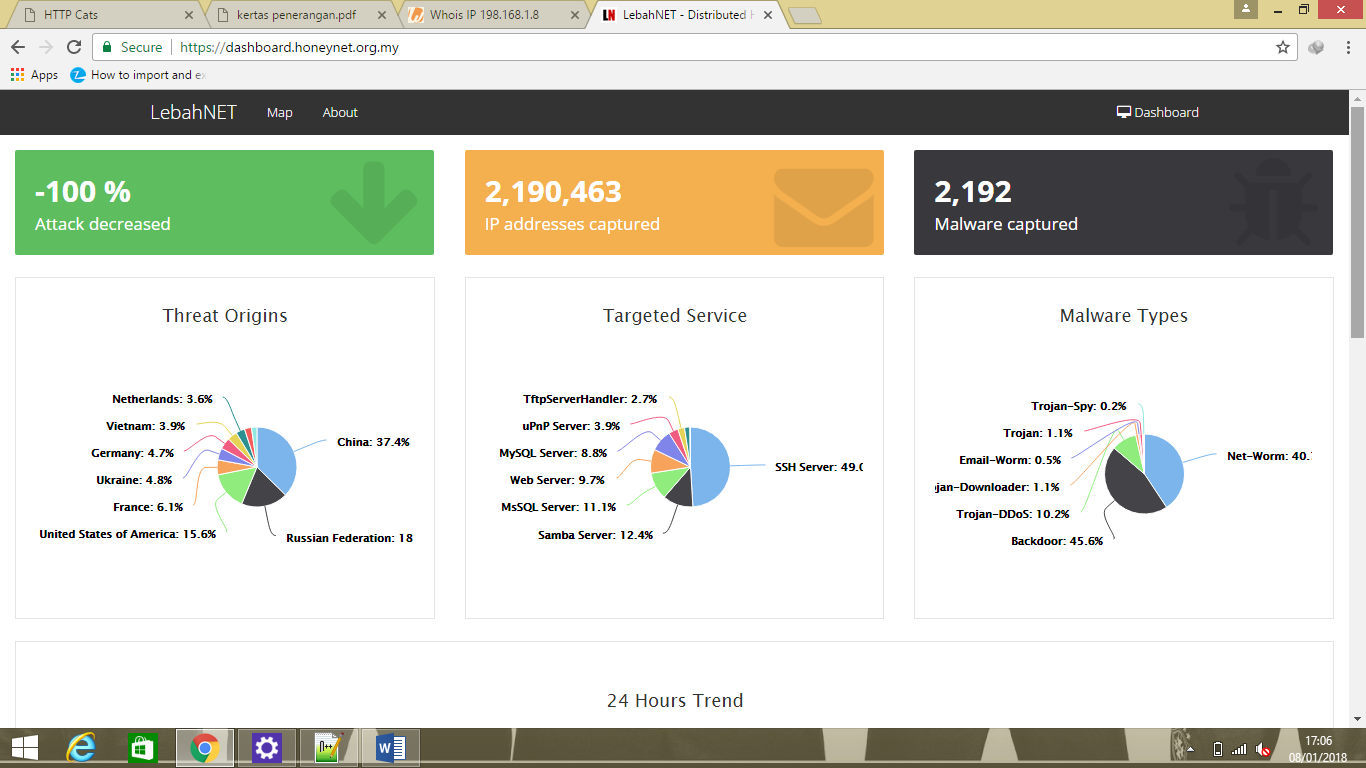 HTTP Cats
kertas penerangan.pdf
Whois IP 198.168.1.8
LebahNET - Distributed
Secure
https://dashboard.honeynet.org.my
Apps
How to import and ex
LebahNET
Map
About
Dashboard
-100 %
Attack decreased
2,190,463
IP addresses captured
2,192
Malware captured
Threat Origins
Netherlands: 3.6%
Vietnam: 3.9%
Germany: 4.7%
Ukraine: 4.8%
France: 6.1%
United States of America: 15.6%
China: 37.4%
Russian Federation: 18
Targeted Service
TftpServerHandler: 2.7%
uPnP Server: 3.9%
MySQL Server: 8.8%
Web Server: 9.7%
MsSQL Server: 11.1%
Samba Server: 12.4%
SSH Server: 49.0
Malware Types
Trojan-Spy: 0.2%
Trojan: 1.1%
Email-Worm: 0.5%
jan-Downloader: 1.1%
Trojan-DDoS: 10.2%
Backdoor: 45.6%
Net-Worm: 40.
24 Hours Trend
17:06
08/01/2018